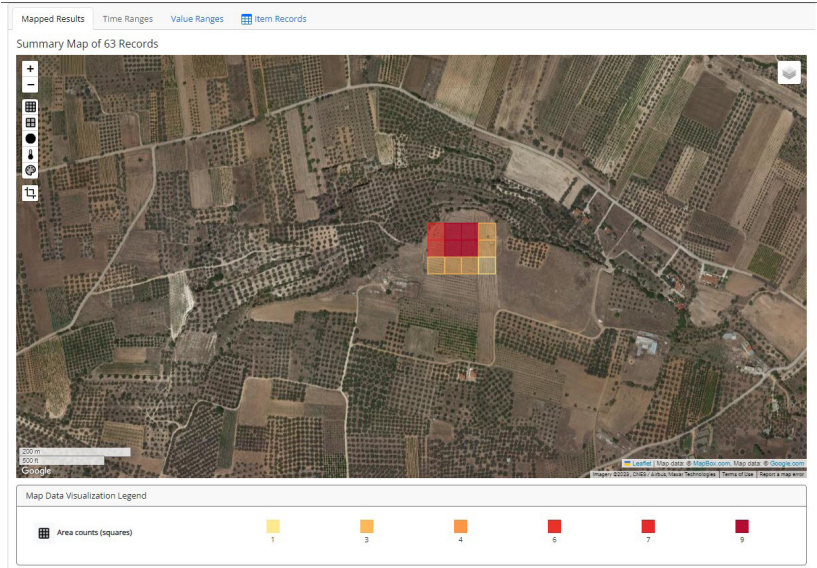 Mapped Results
Time Ranges
Value Ranges
Item Records
Summary Map of 63 Records
+
−
200 m
500 ft
Google
Leaflet | Map data: © MapBox.com, Map data: © Google.com
Imagery ©2023 , CNES / Airbus, Maxar Technologies | Terms of Use | Report a map error
Map Data Visualization Legend
Area counts (squares)
1
3
4
6
7
9